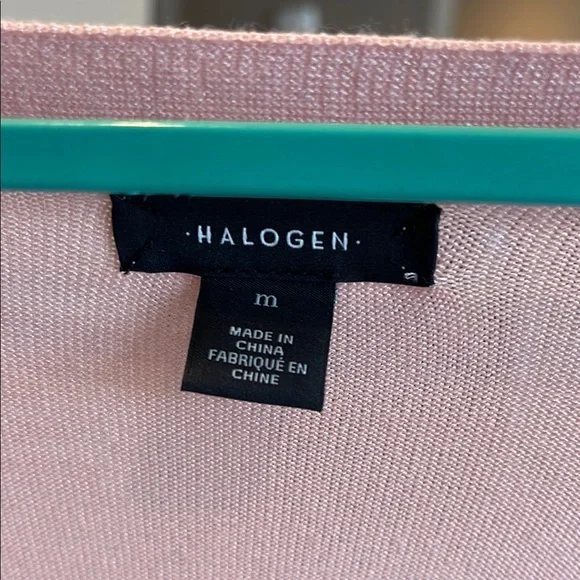 ·HALOGEN·
m
MADE IN
CHINA
FABRIQUÉ EN
CHINE